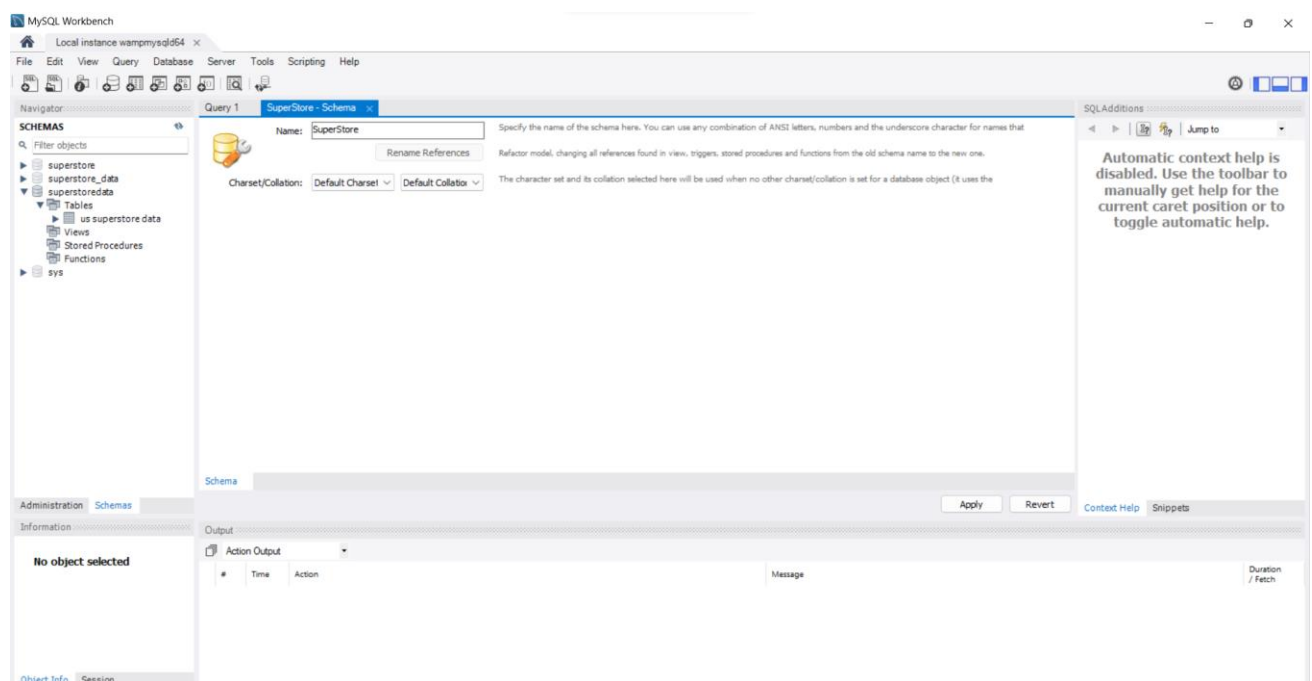 MySQL Workbench
Local instance wampmysqld64
File Edit View Query Database Server Tools Scripting Help
Navigator
SCHEMAS
Filter objects
superstore
superstore_data
superstoredata
Tables
us superstore data
Views
Stored Procedures
Functions
sys
Administration Schemas
Information
No object selected
Object Info Session
Query 1 SuperStore - Schema
Name: SuperStore
Specify the name of the schema here. You can use any combination of ANSI letters, numbers and the underscore character for names that
Rename References
Refactor model, changing all references found in view, triggers, stored procedures and functions from the old schema name to the new one.
Charset/Collation: Default Charset Default Collatior
The character set and its collation selected here will be used when no other charset/collation is set for a database object (it uses the
Schema
Apply Revert
SQLAdditions
Jump to
Automatic context help is
disabled. Use the toolbar to
manually get help for the
current caret position or to
toggle automatic help.
Context Help Snippets
Output
Action Output
# Time Action Message Duration / Fetch